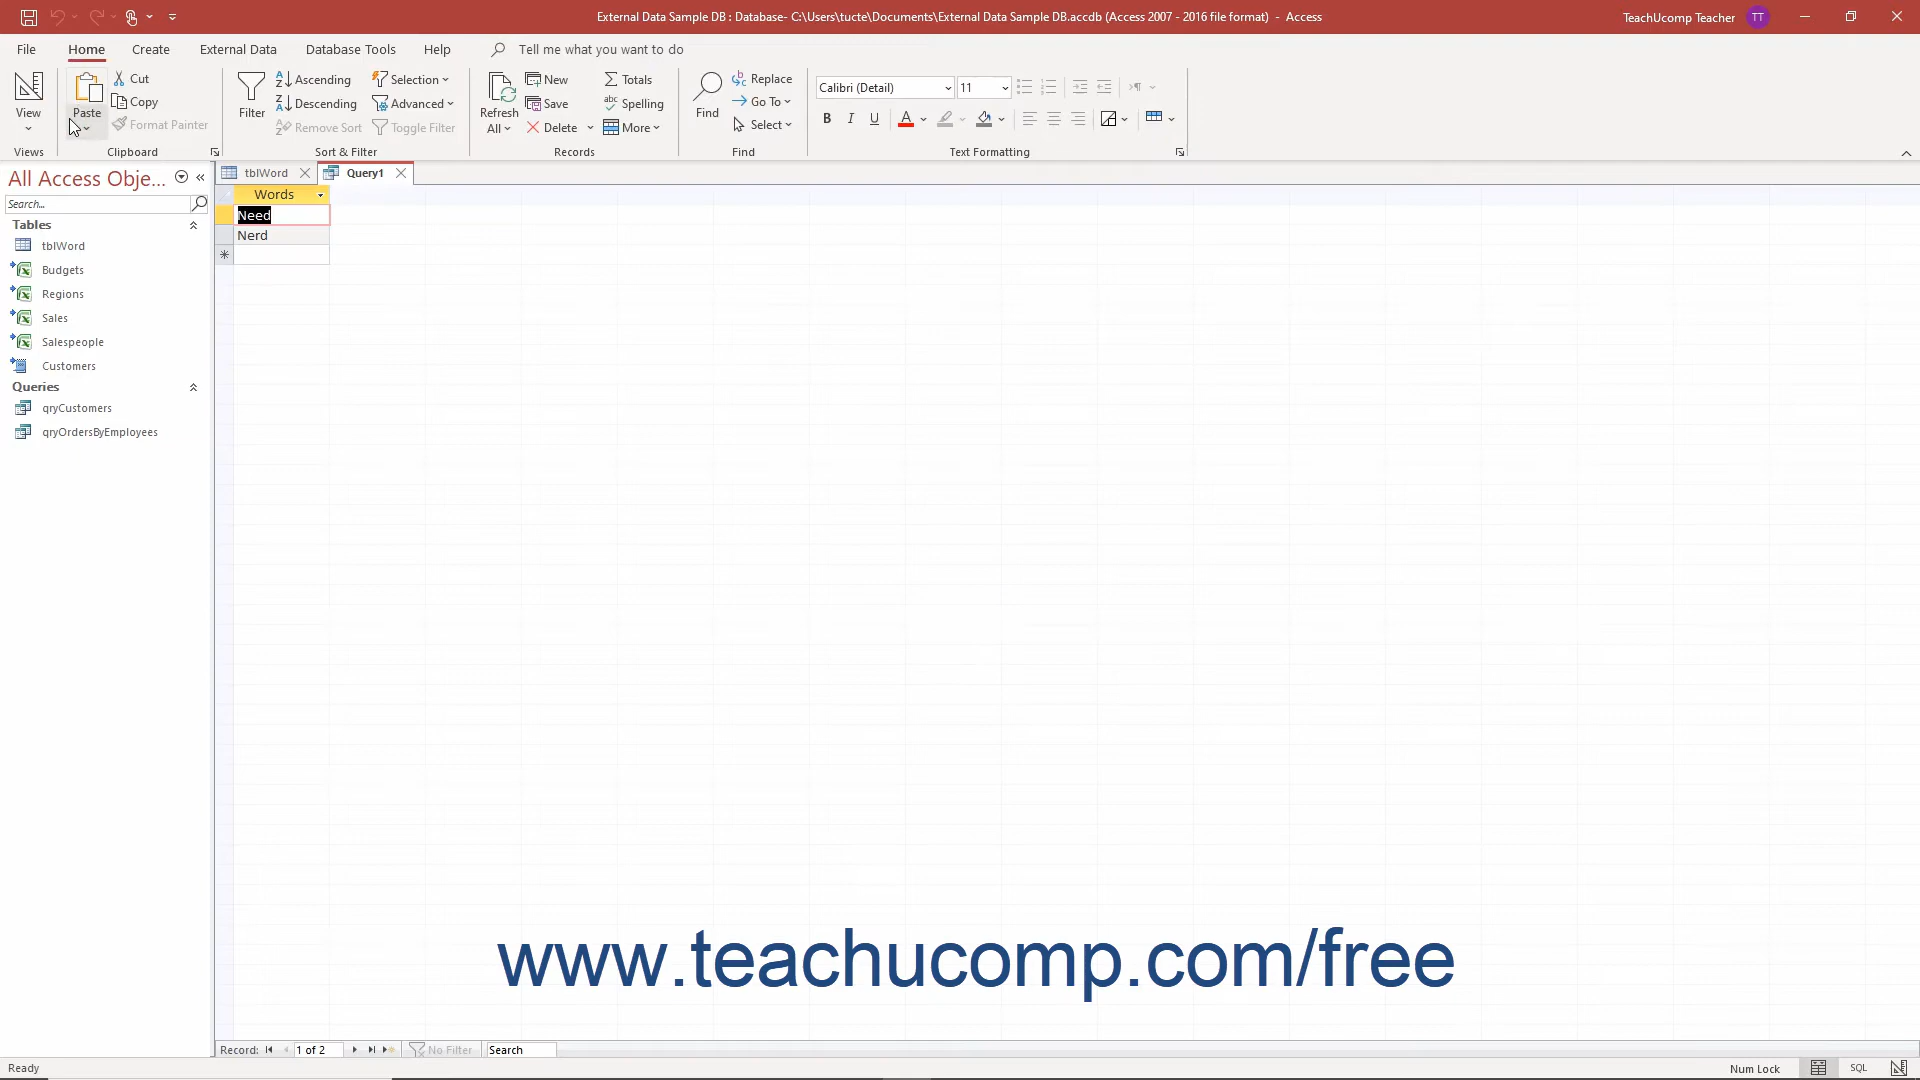 External Data Sample DB : Database- C:\Users\tucte\Documents\External Data Sample DB.accdb (Access 2007 - 2016 file format) - Access
TeachUcomp Teacher TT
File Home Create External Data Database Tools Help Tell me what you want to do
View
Views
Paste
Cut
Copy
Format Painter
Clipboard
Filter
Ascending
Descending
Remove Sort
Selection
Advanced
Toggle Filter
Sort & Filter
Refresh
All
New
Save
Delete
Totals
Spelling
More
Records
Find
Replace
Go To
Select
Find
Calibri (Detail) 11
B I U A
Text Formatting
All Access Obje...
Search...
Tables
tblWord
Budgets
Regions
Sales
Salespeople
Customers
Queries
qryCustomers
qryOrdersByEmployees
tblWord Query1
Words
Need
Nerd
www.teachucomp.com/free
Record: 1 of 2 No Filter Search
Ready
Num Lock SQL